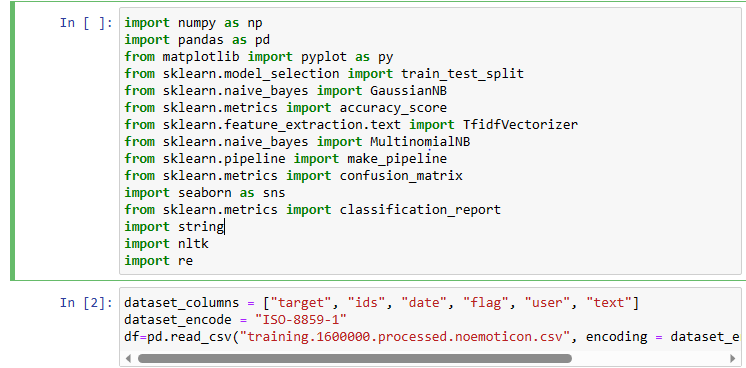 In [ ]: import numpy as np
import pandas as pd
from matplotlib import pyplot as py
from sklearn.model_selection import train_test_split
from sklearn.naive_bayes import GaussianNB
from sklearn.metrics import accuracy_score
from sklearn.feature_extraction.text import TfidfVectorizer
from sklearn.naive_bayes import MultinomialNB
from sklearn.pipeline import make_pipeline
from sklearn.metrics import confusion_matrix
import seaborn as sns
from sklearn.metrics import classification_report
import string
import nltk
import re
In [2]: dataset_columns = ["target", "ids", "date", "flag", "user", "text"]
dataset_encode = "ISO-8859-1"
df=pd.read_csv("training.1600000.processed.noemoticon.csv", encoding = dataset_e